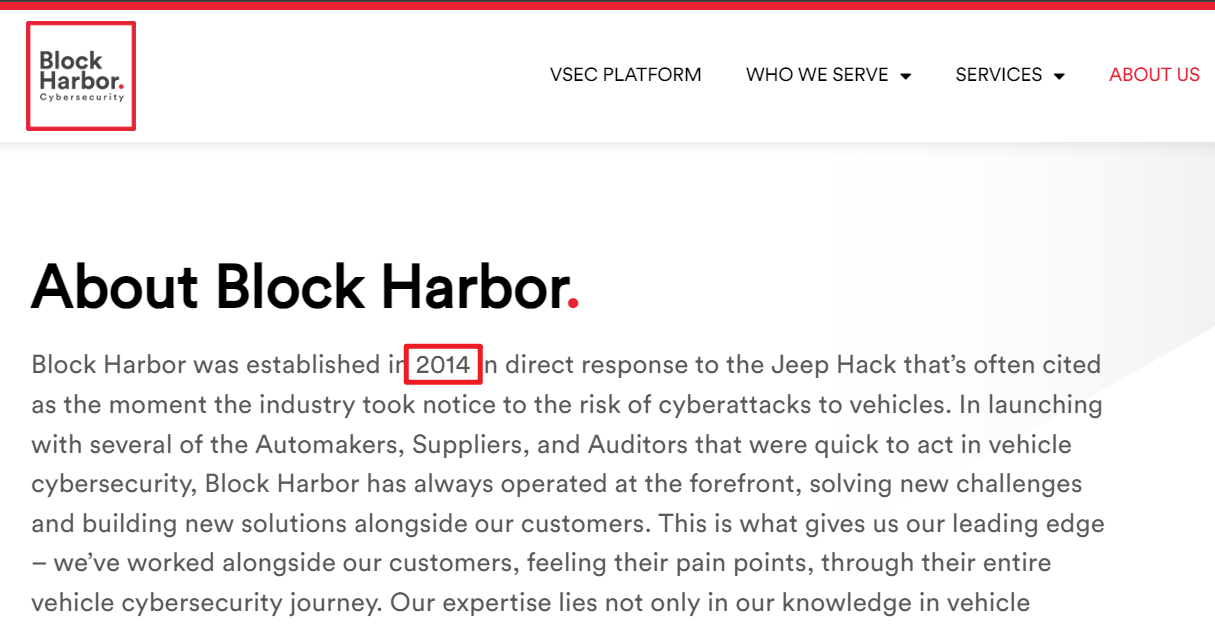 Block
Harbor.
Cybersecurity
VSEC PLATFORM WHO WE SERVE SERVICES ABOUT US
About Block Harbor.
Block Harbor was established in 2014 in direct response to the Jeep Hack that’s often cited
as the moment the industry took notice to the risk of cyberattacks to vehicles. In launching
with several of the Automakers, Suppliers, and Auditors that were quick to act in vehicle
cybersecurity, Block Harbor has always operated at the forefront, solving new challenges
and building new solutions alongside our customers. This is what gives us our leading edge
– we’ve worked alongside our customers, feeling their pain points, through their entire
vehicle cybersecurity journey. Our expertise lies not only in our knowledge in vehicle